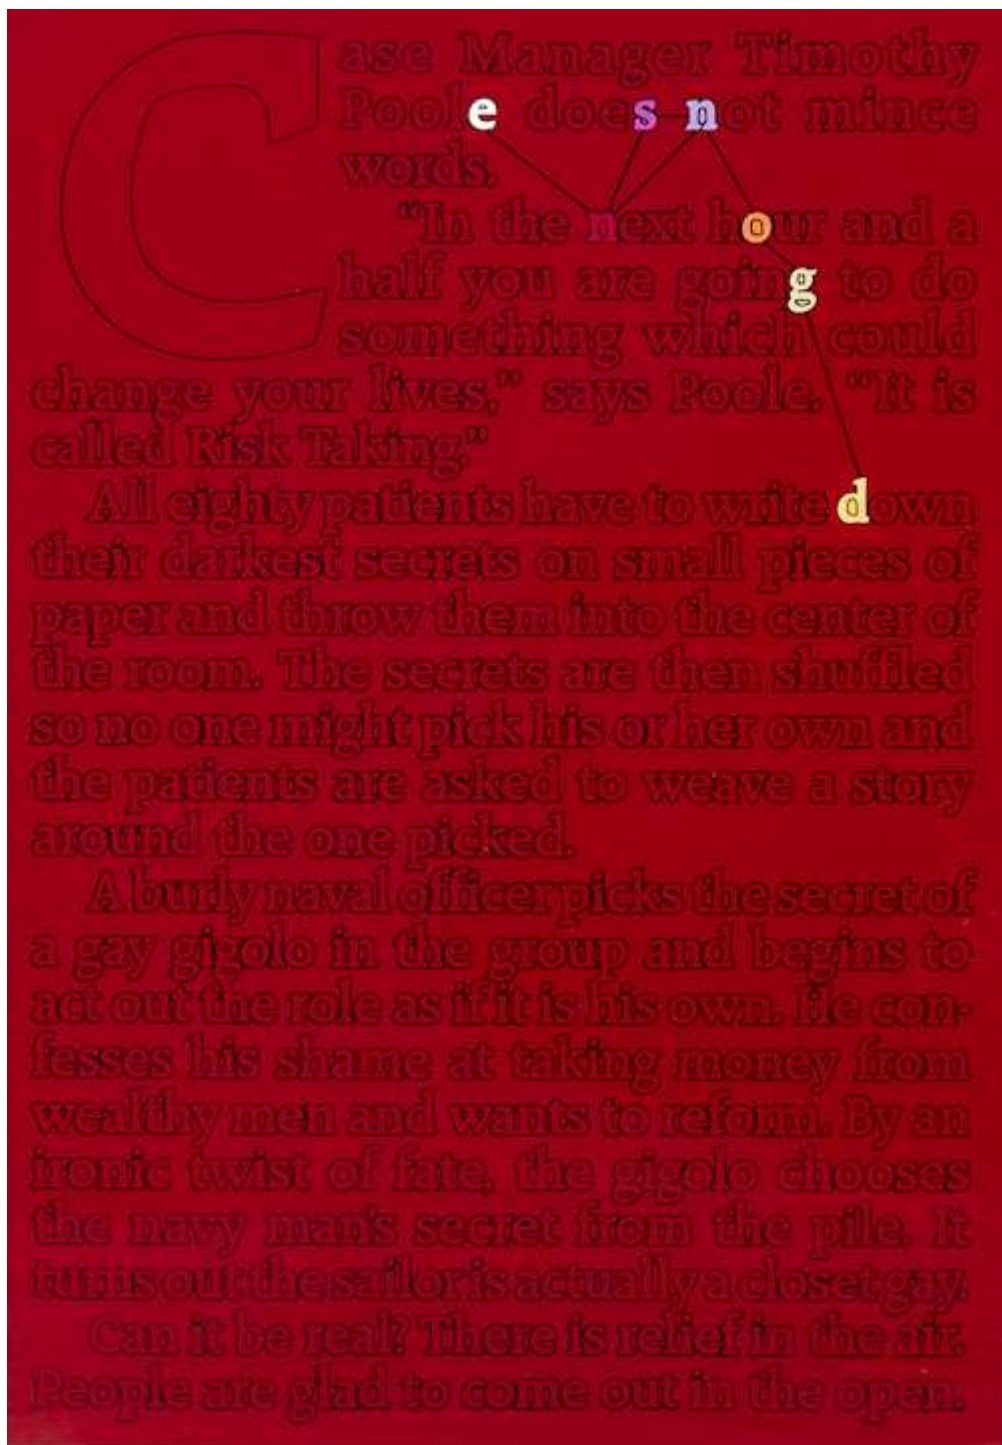 Case Manager Timothy
Poole does not mince
words.
"In the next hour and a
half you are going to do
something which could
change your lives," says Poole. "It is
called Risk Taking."
All eighty patients have to write down
their darkest secrets on small pieces of
paper and throw them into the center of
the room. The secrets are then shuffled
so no one might pick his or her own and
the patients are asked to weave a story
around the one picked.
A burly naval officer picks the secret of
a gay gigolo in the group and begins to
act out the role as if it is his own. He con-
fesses his shame at taking money from
wealthy men and wants to reform. By an
ironic twist of fate, the gigolo chooses
the navy man's secret from the pile. It
turns out the sailor is actually a closet gay.
Can it be real? There is relief in the air.
People are glad to come out in the open.